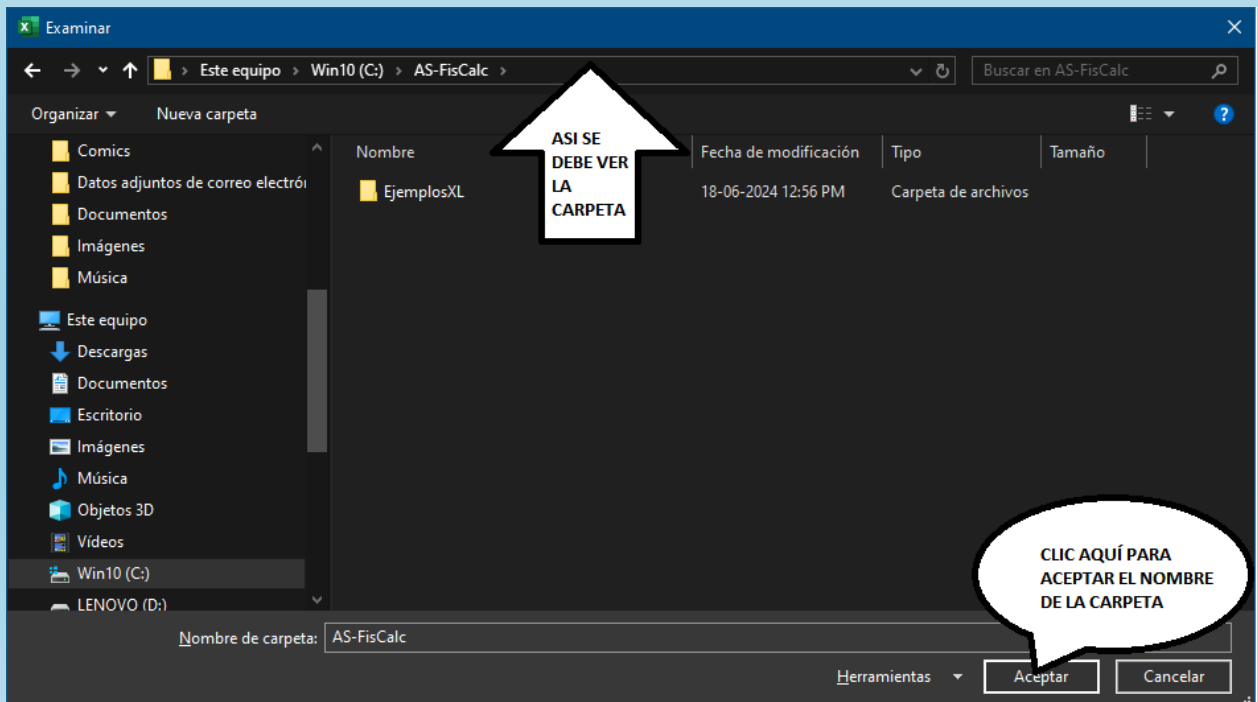 Examinar
Este equipo > Win10 (C:) > AS-FisCalc >
Buscar en AS-FisCalc
Organizar Nueva carpeta
?
Comics
Datos adjuntos de correo electró
Documentos
Imágenes
Música
Este equipo
Descargas
Documentos
Escritorio
Imágenes
Música
Objetos 3D
Vídeos
Win10 (C:)
LENOVO (D:)
Nombre Fecha de modificación Tipo Tamaño
EjemplosXL 18-06-2024 12:56 PM Carpeta de archivos
ASI SE
DEBE VER
LA
CARPETA
CLIC AQUÍ PARA
ACEPTAR EL NOMBRE
DE LA CARPETA
Nombre de carpeta: AS-FisCalc
Herramientas Aceptar Cancelar